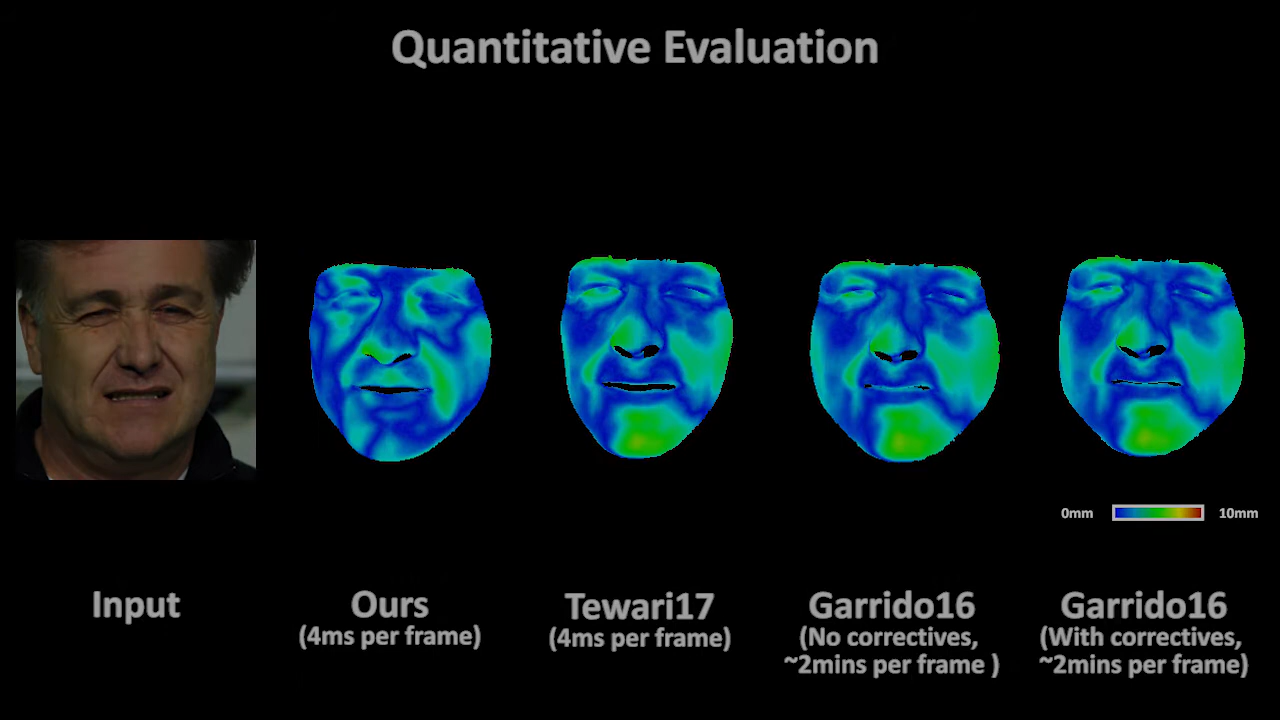 Quantitative Evaluation
0mm 10mm
Input
Ours
(4ms per frame)
Tewari17
(4ms per frame)
Garrido16
(No correctives,
~2mins per frame )
Garrido16
(With correctives,
~2mins per frame)